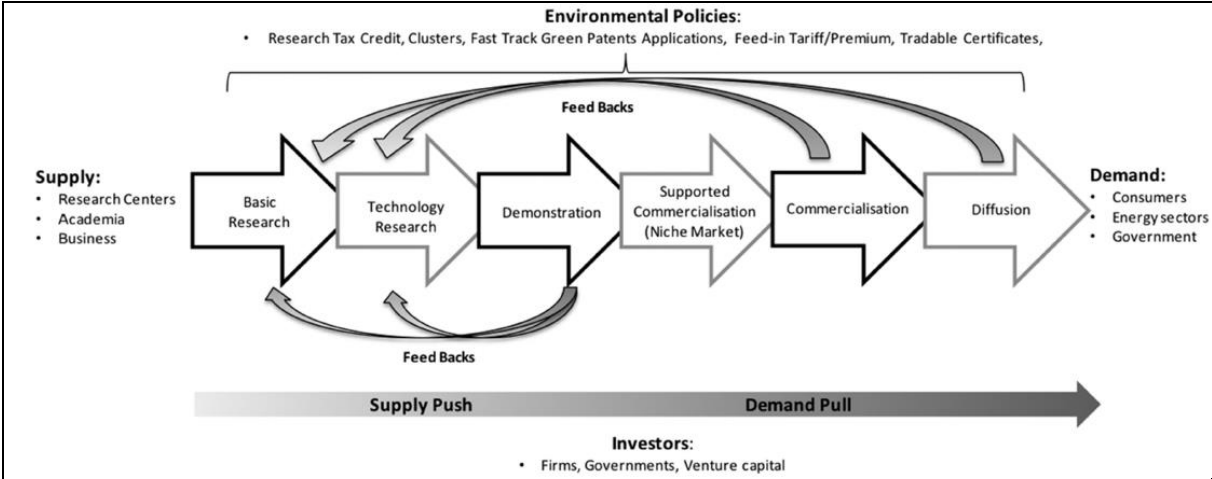 Environmental Policies:
• Research Tax Credit, Clusters, Fast Track Green Patents Applications, Feed-in Tariff/Premium, Tradable Certificates,
Feed Backs
Supply:
• Research Centers
• Academia
• Business
Basic
Research
Technology
Research
Demonstration
Supported
Commercialisation
(Niche Market)
Commercialisation
Diffusion
Demand:
• Consumers
• Energy sectors
• Government
Feed Backs
Supply Push
Demand Pull
Investors:
• Firms, Governments, Venture capital